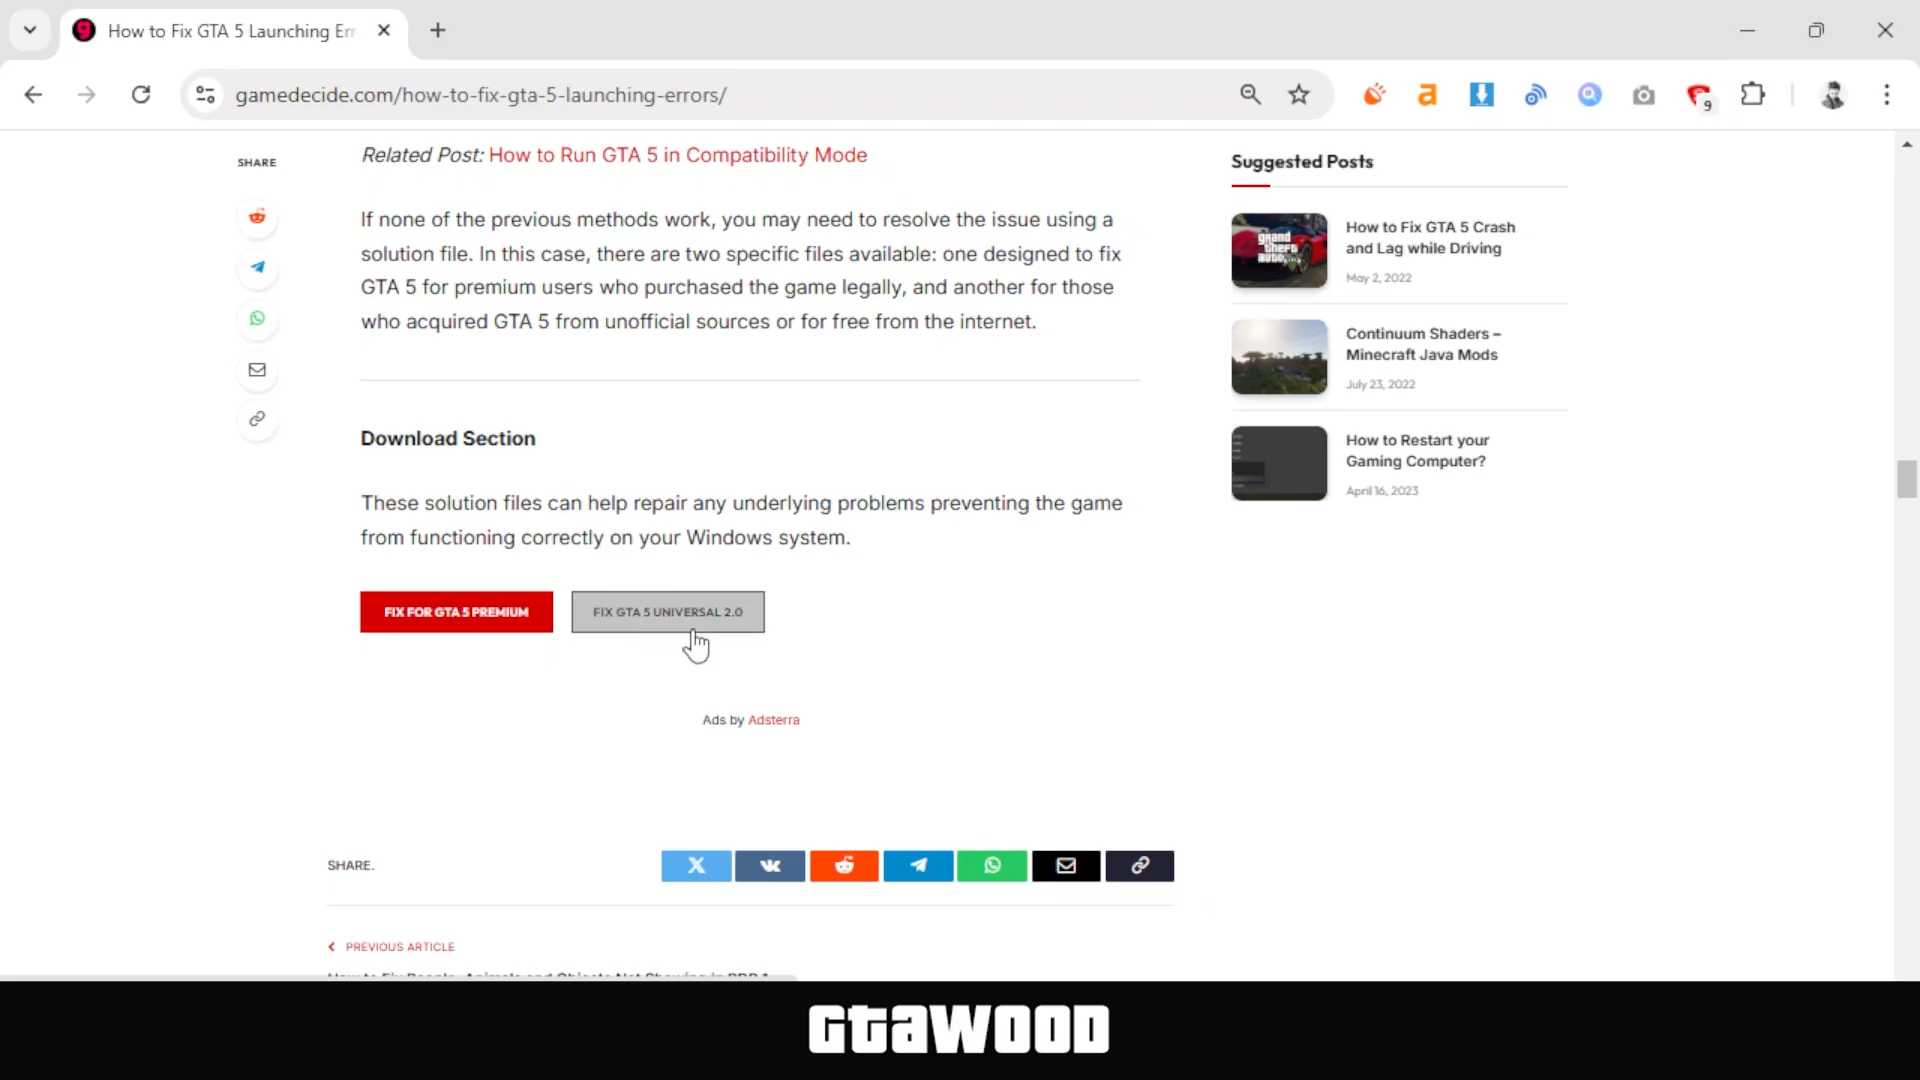 How to Fix GTA 5 Launching Err
gamedecide.com/how-to-fix-gta-5-launching-errors/
9
SHARE
Related Post: How to Run GTA 5 in Compatibility Mode
If none of the previous methods work, you may need to resolve the issue using a
solution file. In this case, there are two specific files available: one designed to fix
GTA 5 for premium users who purchased the game legally, and another for those
who acquired GTA 5 from unofficial sources or for free from the internet.
Download Section
These solution files can help repair any underlying problems preventing the game
from functioning correctly on your Windows system.
FIX FOR GTA 5 PREMIUM
FIX GTA 5 UNIVERSAL 2.0
Ads by Adsterra
SHARE.
PREVIOUS ARTICLE
Suggested Posts
grand
theft
auto
How to Fix GTA 5 Crash
and Lag while Driving
May 2, 2022
Continuum Shaders –
Minecraft Java Mods
July 23, 2022
How to Restart your
Gaming Computer?
April 16, 2023
GTAWOOD